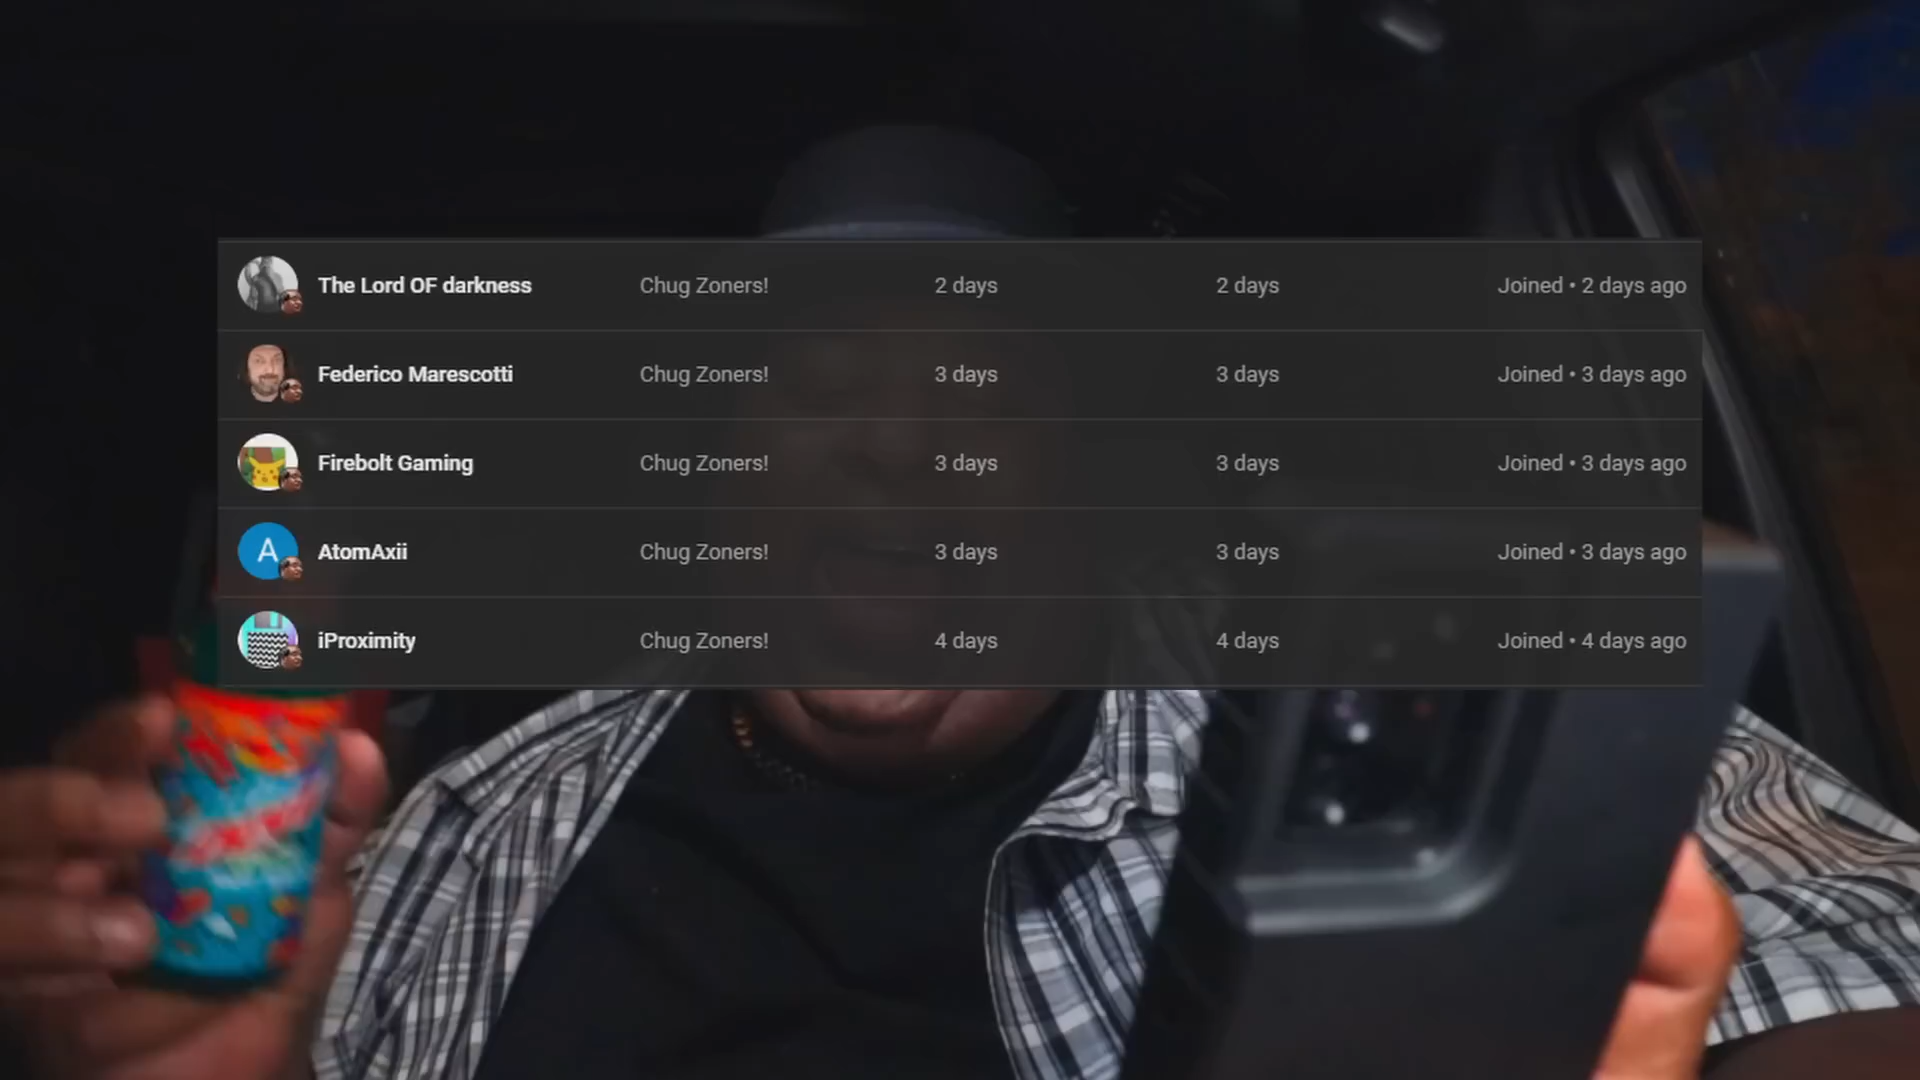 The Lord OF darkness Chug Zoners! 2 days 2 days Joined • 2 days ago
Federico Marescotti Chug Zoners! 3 days 3 days Joined • 3 days ago
Firebolt Gaming Chug Zoners! 3 days 3 days Joined • 3 days ago
A AtomAxii Chug Zoners! 3 days 3 days Joined • 3 days ago
iProximity Chug Zoners! 4 days 4 days Joined • 4 days ago